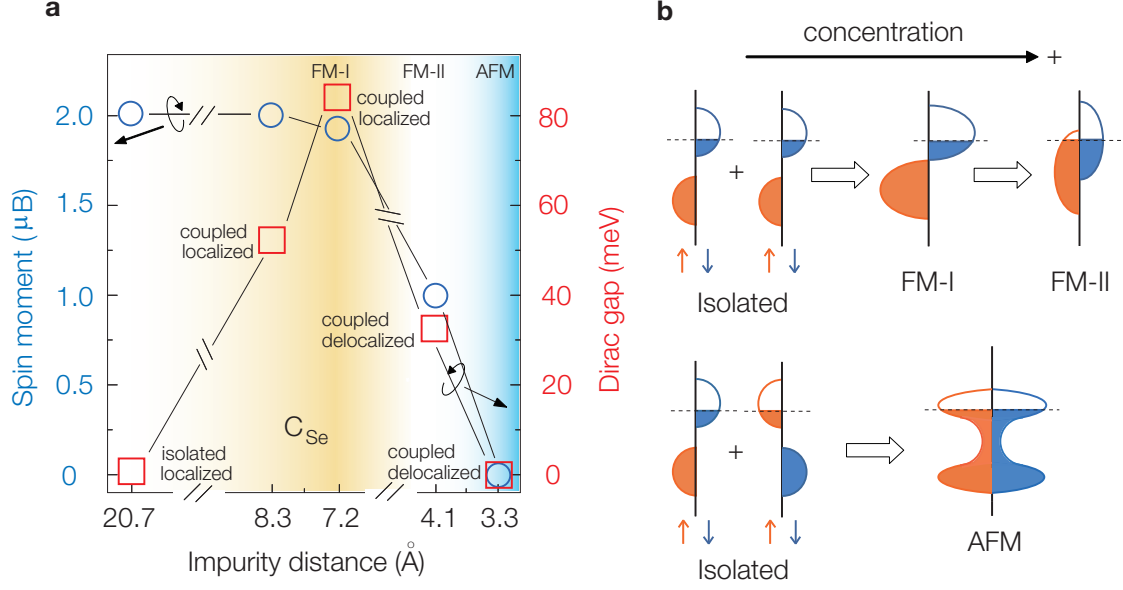 a
FM-I
FM-II
AFM
coupled
localized
coupled
localized
coupled
delocalized
isolated
localized
coupled
delocalized
C_Se
2.0
1.5
1.0
0.5
0
Spin moment (μB)
80
60
40
20
0
Dirac gap (meV)
20.7
8.3
7.2
4.1
3.3
Impurity distance (Å)
b
concentration
+
+
↑ ↓ ↑ ↓
Isolated
FM-I
FM-II
+
↑ ↓ ↑ ↓
Isolated
AFM